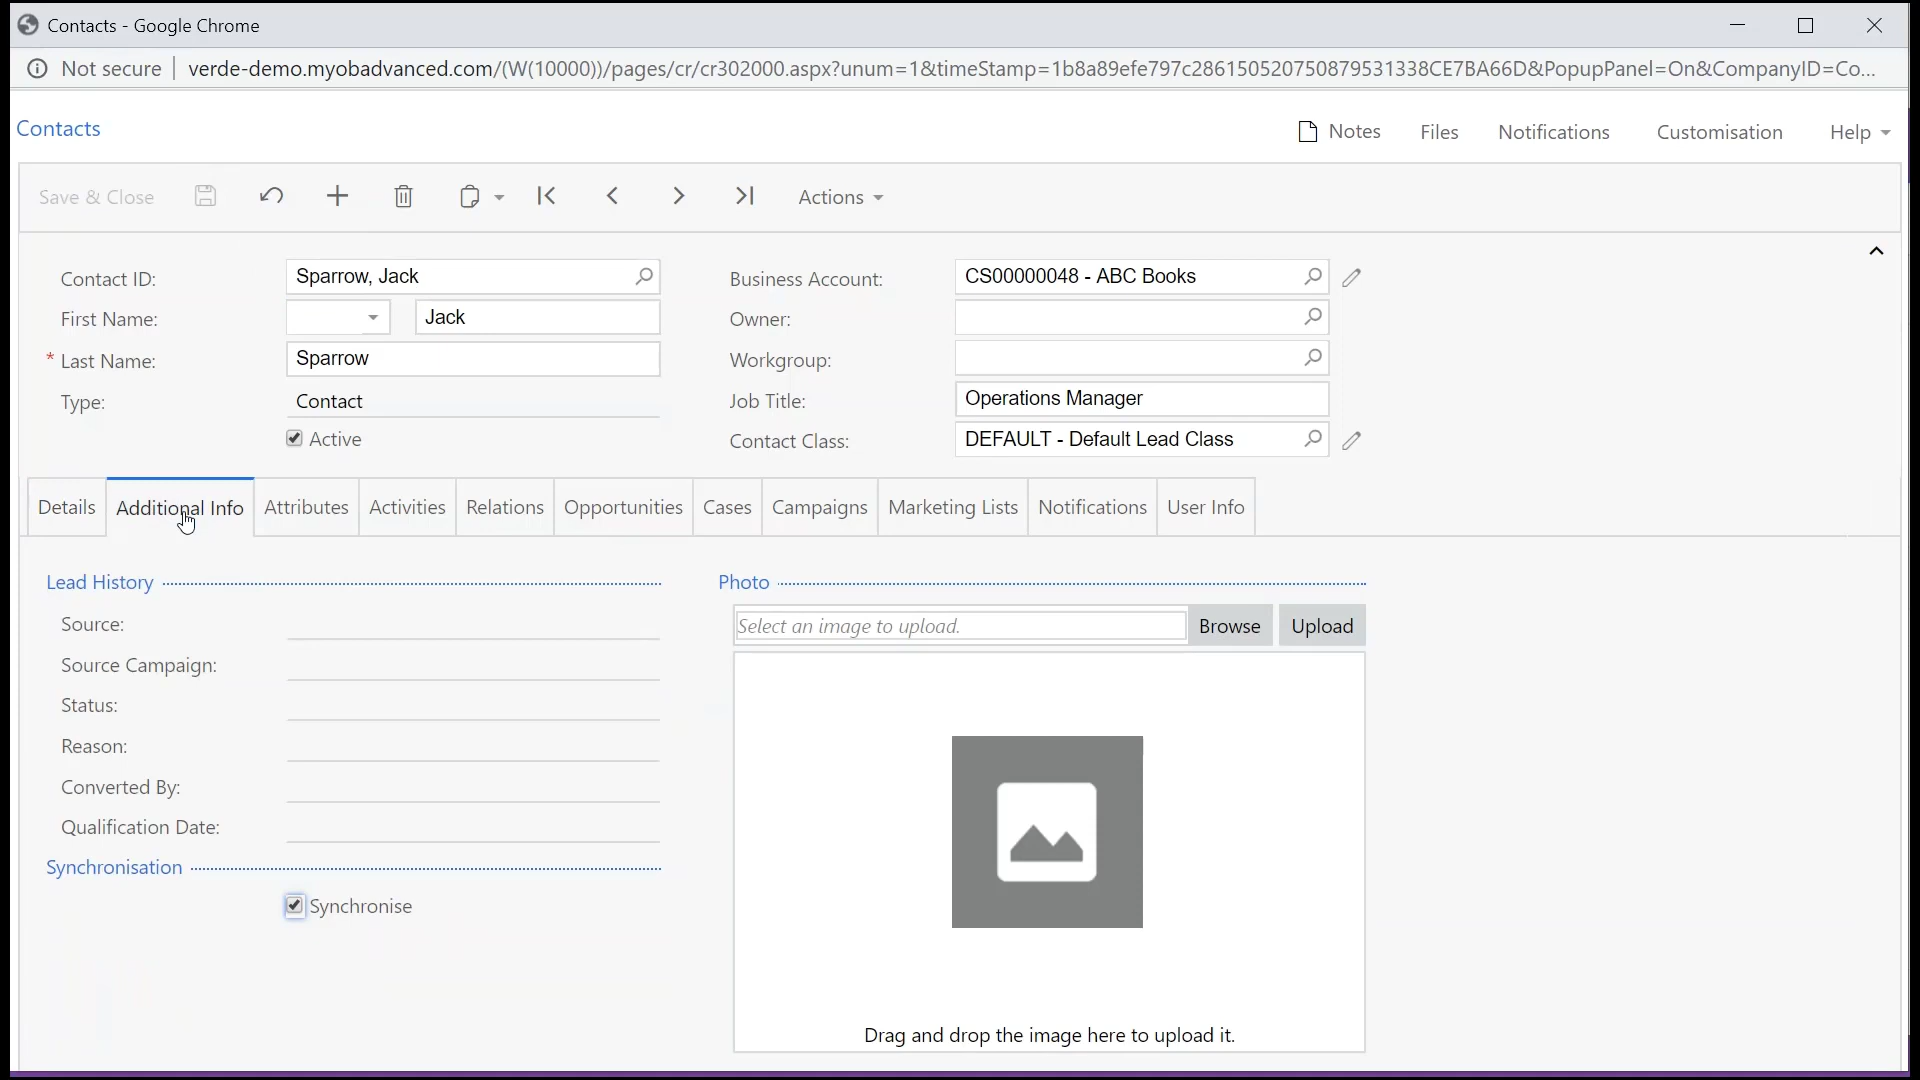 Contacts - Google Chrome
Not secure verde-demo.myobadvanced.com/(W(10000))/pages/cr/cr302000.aspx?unum=1&timeStamp=1b8a89efe797c286150520750879531338CE7BA66D&PopupPanel=On&CompanyID=Co...
Contacts
Notes Files Notifications Customisation Help
Save & Close Actions
Contact ID: Sparrow, Jack Business Account: CS00000048 - ABC Books
First Name: Jack Owner:
* Last Name: Sparrow Workgroup:
Type: Contact Job Title: Operations Manager
Active Contact Class: DEFAULT - Default Lead Class
Details Additional Info Attributes Activities Relations Opportunities Cases Campaigns Marketing Lists Notifications User Info
Lead History Photo
Source: Select an image to upload. Browse Upload
Source Campaign:
Status:
Reason:
Converted By:
Qualification Date:
Synchronisation
Synchronise
Drag and drop the image here to upload it.